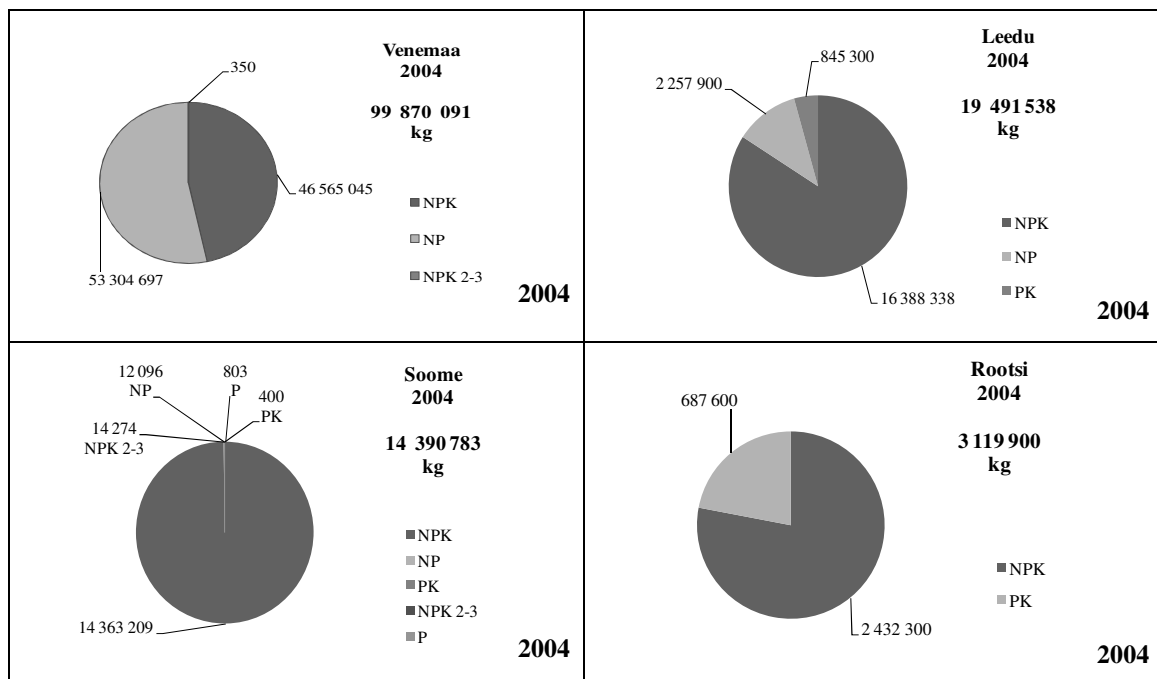 Venemaa
2004
99 870 091
kg
350
46 565 045
53 304 697
NPK
NP
NPK 2-3
2004
Leedu
2004
19 491 538
kg
845 300
2 257 900
16 388 338
NPK
NP
PK
2004
Soome
2004
14 390 783
kg
12 096
NP
803
P
400
PK
14 274
NPK 2-3
14 363 209
NPK
NP
PK
NPK 2-3
P
2004
Rootsi
2004
3 119 900
kg
687 600
2 432 300
NPK
PK
2004